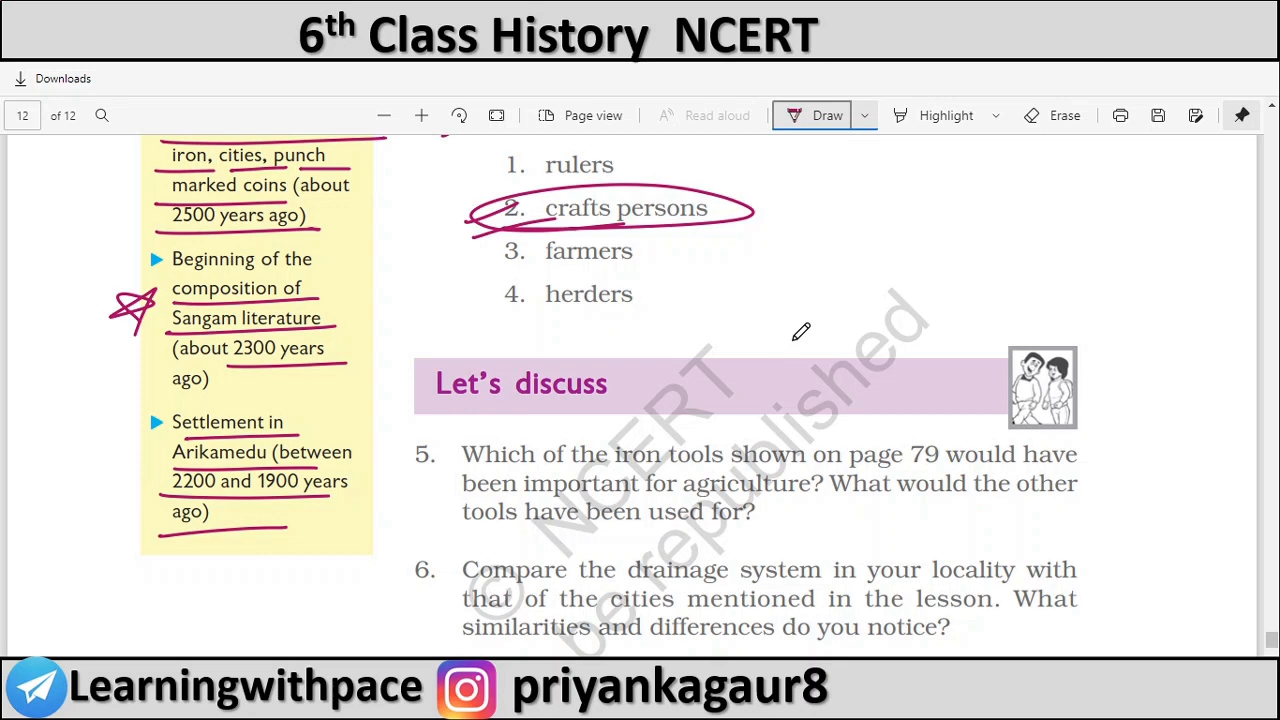 6th Class History NCERT
Downloads
12 of 12
Page view
Read aloud
Draw
Highlight
Erase
iron, cities, punch
marked coins (about
2500 years ago)
Beginning of the
composition of
Sangam literature
(about 2300 years
ago)
Settlement in
Arikamedu (between
2200 and 1900 years
ago)
1. rulers
2. crafts persons
3. farmers
4. herders
Let's discuss
5. Which of the iron tools shown on page 79 would have
been important for agriculture? What would the other
tools have been used for?
6. Compare the drainage system in your locality with
that of the cities mentioned in the lesson. What
similarities and differences do you notice?
© NCERT
be republished
Learningwithpace
priyankagaur8